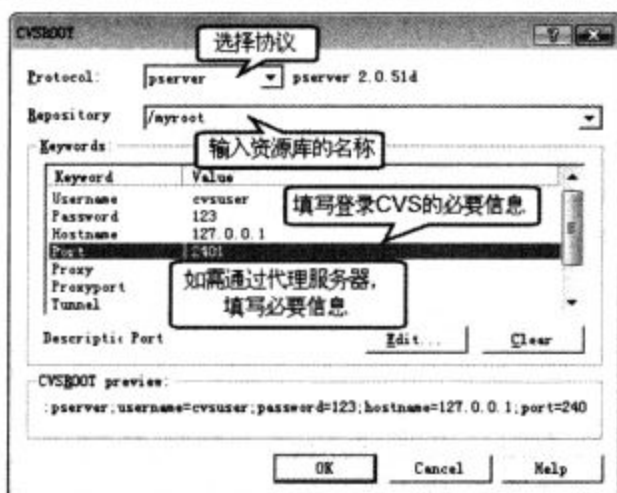 CVSROOT
选择协议
Protocol: pserver pserver 2.0.51d
Repository /myroot
输入资源库的名称
Keywords:
Keyword Value
Username cvsuser
填写登录CVS的必要信息
Password 123
Hostname 127.0.0.1
Port 2401
Proxy
Proxyport
Tunnel
如需通过代理服务器,
填写必要信息
Descriptic Port Edit... Clear
CVSROOT preview:
:pserver;username=cvsuser;password=123;hostname=127.0.0.1;port=240
OK Cancel Help